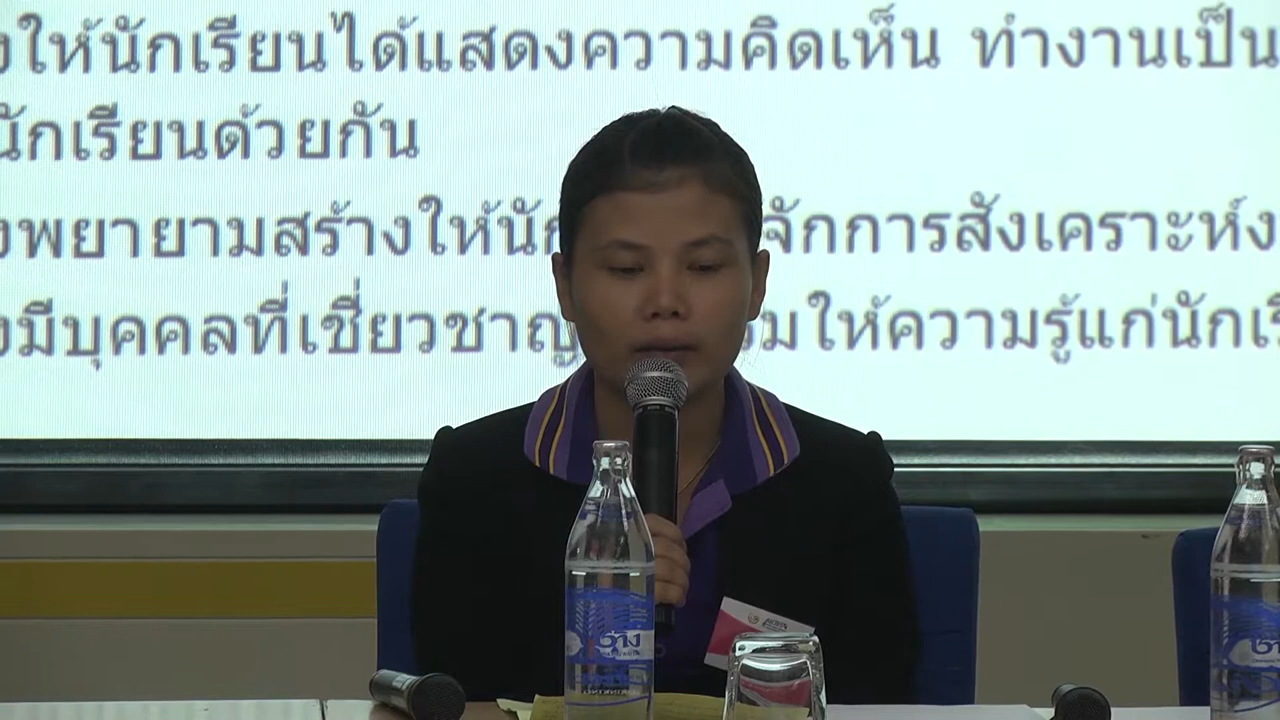 ให้นักเรียนได้แสดงความคิดเห็น ทำงานเป็น
นักเรียนด้วยกัน
พยายามสร้างให้นัก จักการสังเคราะห์
มีบุคคลที่เชี่ยวชาญ ให้ความรู้แก่นักเรี
ช้าง